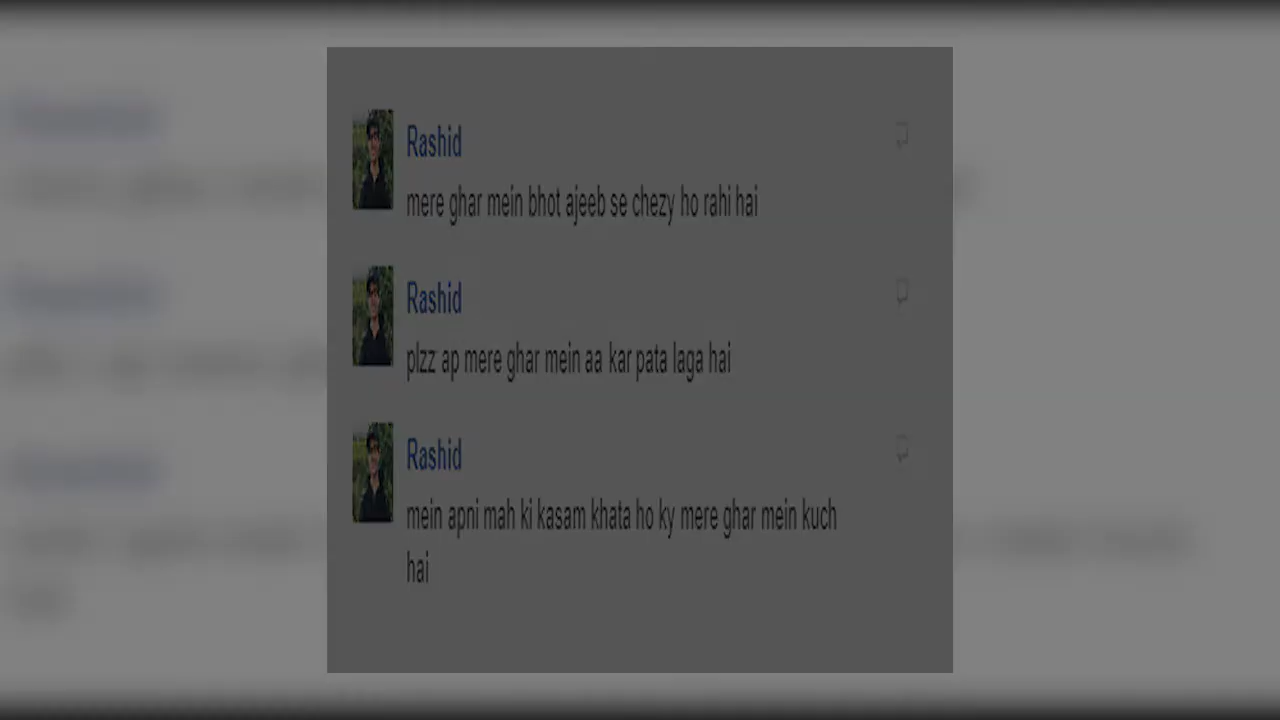 Rashid
mere ghar mein bhot ajeeb se chezy ho rahi hai
Rashid
plzz ap mere ghar mein aa kar pata laga hai
Rashid
mein apni mah ki kasam khata ho ky mere ghar mein kuch
hai